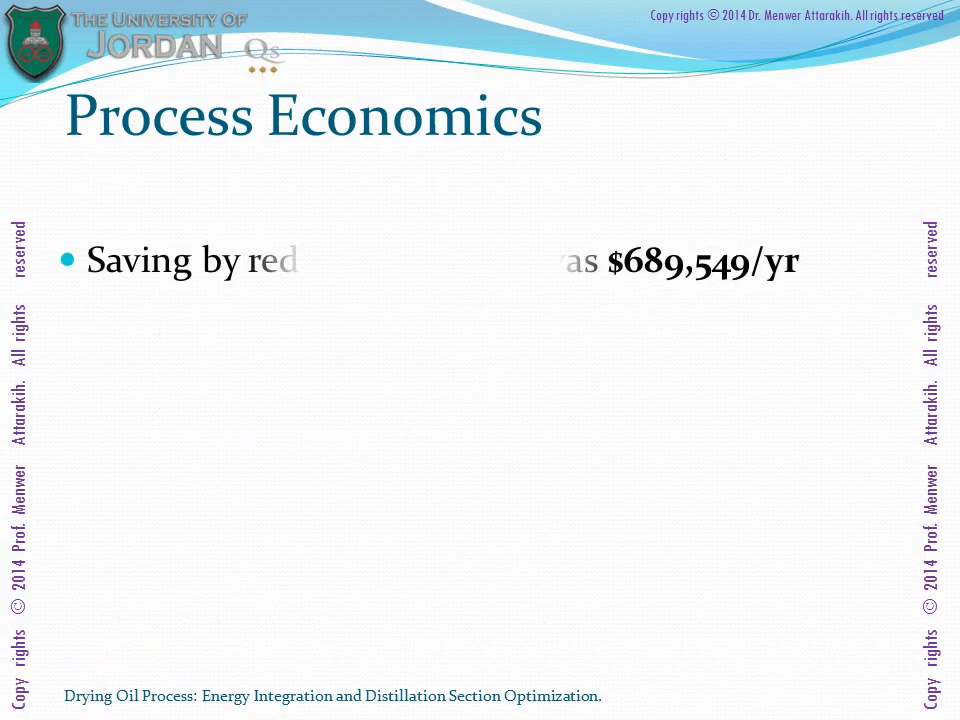 THE UNIVERSITY OF
JORDAN
QS
Copy rights © 2014 Dr. Menwer Attarakih. All rights reserved
Process Economics
Saving by as $689,549/yr
Copy rights © 2014 Prof. Menwer Attarakih. All rights reserved
Copy rights © 2014 Prof. Menwer Attarakih. All rights reserved
Drying Oil Process: Energy Integration and Distillation Section Optimization.